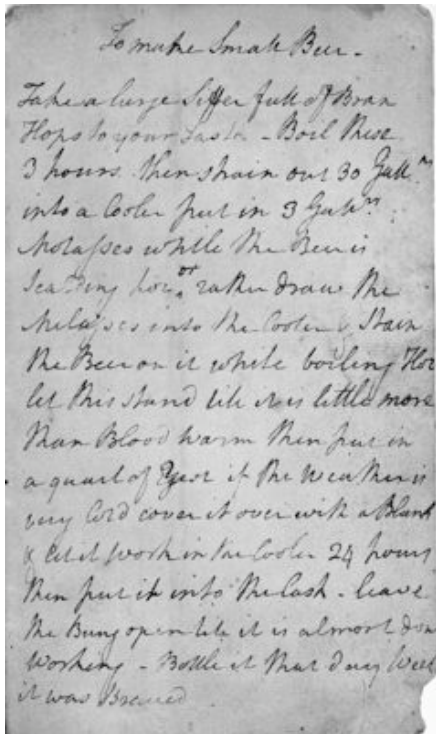 To make Small Beer -
Take a large Siffer full of Bran
Hops to your Taste - Boil these
3 hours. then strain out 30 Gall.ns
into a Cooler put in 3 Gall.ns
Molasses while the Beer is
Scalding hot or rather draw the
Molasses into the Cooler & Strain
the Beer on it while boiling Hot
let this stand till it is little more
than Blood warm then put in
a quart of Yest if the Weather is
very Cold cover it over with a Blank
& let it work in the Cooler 24 hours
then put it into the Cask - leave
the Bung open till it is almost don
working - Bottle it that day Week
it was Brewed